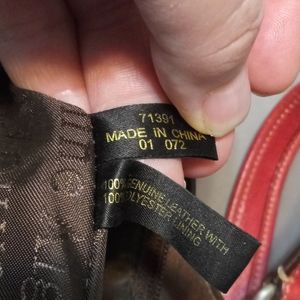 71391
MADE IN CHINA
01 072
100%GENUINE LEATHER WITH
100%POLYESTER LINING